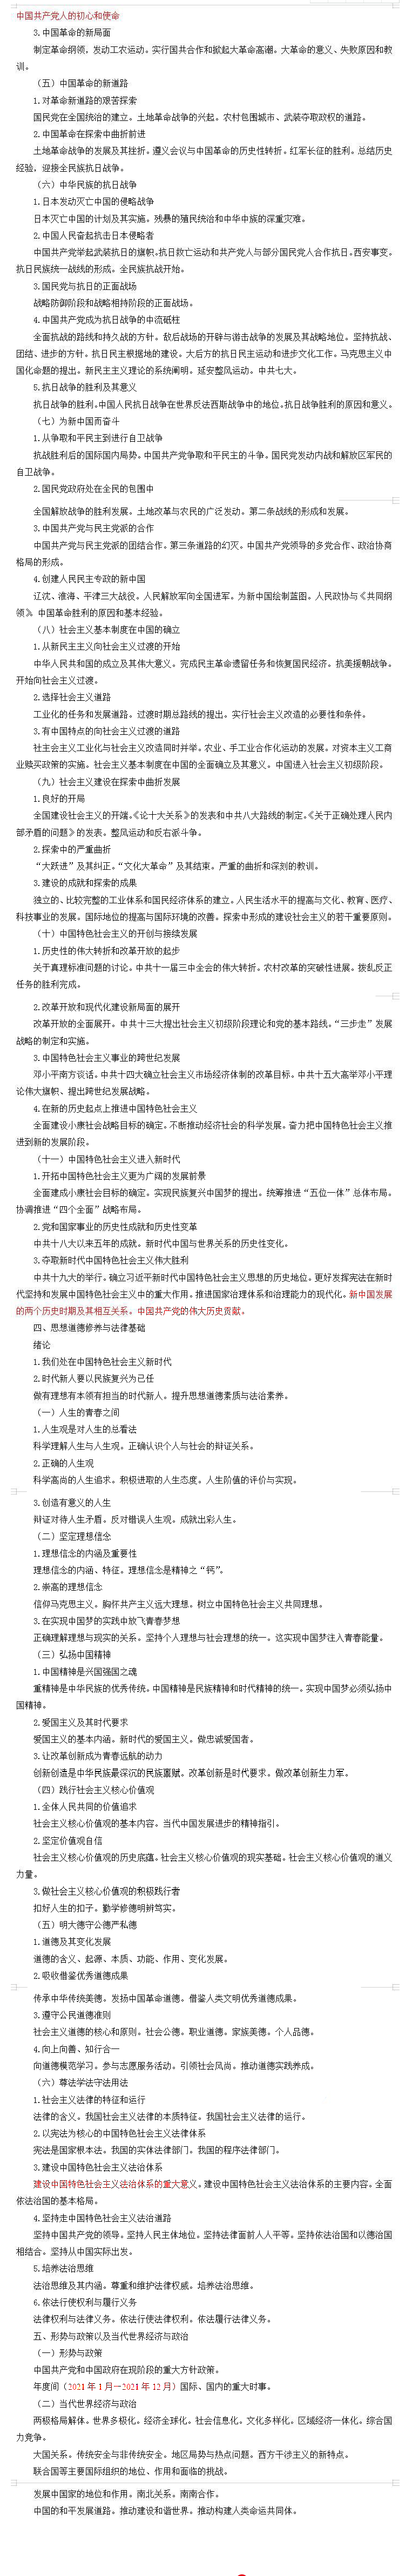 中国共产党人的初心和使命
3.中国革命的新局面
制定革命纲领，发动工农运动。实行国共合作和掀起大革命高潮。大革命的意义、失败原因和教
训。
（五）中国革命的新道路
1.对革命新道路的艰苦探索
国民党在全国统治的建立。土地革命战争的兴起。农村包围城市、武装夺取政权的道路。
2.中国革命在探索中曲折前进
土地革命战争的发展及其挫折。遵义会议与中国革命的历史性转折。红军长征的胜利。总结历史
经验，迎接全民族抗日战争。
（六）中华民族的抗日战争
1.日本发动灭亡中国的侵略战争
日本灭亡中国的计划及其实施。残暴的殖民统治和中华中族的深重灾难。
2.中国人民奋起抗击日本侵略者
中国共产党举起武装抗日的旗帜。抗日救亡运动和共产党人与部分国民党人合作抗日。西安事变。
抗日民族统一战线的形成。全民族抗战开始。
3.国民党与抗日的正面战场
战略防御阶段和战略相持阶段的正面战场。
4.中国共产党成为抗日战争的中流砥柱
全面抗战的路线和持久战的方针。敌后战场的开辟与游击战争的发展及其战略地位。坚持抗战、
团结、进步的方针。抗日民主根据地的建设。大后方的抗日民主运动和进步文化工作。马克思主义中
国化命题的提出。新民主主义理论的系统阐明。延安整风运动。中共七大。
5.抗日战争的胜利及其意义
抗日战争的胜利。中国人民抗日战争在世界反法西斯战争中的地位。抗日战争胜利的原因和意义。
（七）为新中国而奋斗
1.从争取和平民主到进行自卫战争
抗战胜利后的国际国内局势。中国共产党争取和平民主的斗争。国民党发动内战和解放区军民的
自卫战争。
2.国民党政府处在全民的包围中
全国解放战争的胜利发展。土地改革与农民的广泛发动。第二条战线的形成和发展。
3.中国共产党与民主党派的合作
中国共产党与民主党派的团结合作。第三条道路的幻灭。中国共产党领导的多党合作、政治协商
格局的形成。
4.创建人民民主专政的新中国
辽沈、淮海、平津三大战役。人民解放军向全国进军。为新中国绘制蓝图。人民政协与《共同纲
领》。中国革命胜利的原因和基本经验。
（八）社会主义基本制度在中国的确立
1.从新民主主义向社会主义过渡的开始
中华人民共和国的成立及其伟大意义。完成民主革命遗留任务和恢复国民经济。抗美援朝战争。
开始向社会主义过渡。
2.选择社会主义道路
工业化的任务和发展道路。过渡时期总路线的提出。实行社会主义改造的必要性和条件。
3.有中国特点的向社会主义过渡的道路
社主会主义工业化与社会主义改造同时并举。农业、手工业合作化运动的发展。对资本主义工商
业赎买政策的实施。社会主义基本制度在中国的全面确立及其意义。中国进入社会主义初级阶段。
（九）社会主义建设在探索中曲折发展
1.良好的开局
全国建设社会主义的开端。《论十大关系》的发表和中共八大路线的制定。《关于正确处理人民内
部矛盾的问题》的发表。整风运动和反右派斗争。
2.探索中的严重曲折
“大跃进”及其纠正。“文化大革命”及其结束。严重的曲折和深刻的教训。
3.建设的成就和探索的成果
独立的、比较完整的工业体系和国民经济体系的建立。人民生活水平的提高与文化、教育、医疗、
科技事业的发展。国际地位的提高与国际环境的改善。探索中形成的建设社会主义的若干重要原则。
（十）中国特色社会主义的开创与接续发展
1.历史性的伟大转折和改革开放的起步
关于真理标准问题的讨论。中共十一届三中全会的伟大转折。农村改革的突破性进展。拨乱反正
任务的胜利完成。
2.改革开放和现代化建设新局面的展开
改革开放的全面展开。中共十三大提出社会主义初级阶段理论和党的基本路线。“三步走”发展
战略的制定和实施。
3.中国特色社会主义事业的跨世纪发展
邓小平南方谈话。中共十四大确立社会主义市场经济体制的改革目标。中共十五大高举邓小平理
论伟大旗帜、提出跨世纪发展战略。
4.在新的历史起点上推进中国特色社会主义
全面建设小康社会战略目标的确定。不断推动经济社会的科学发展。奋力把中国特色社会主义推
进到新的发展阶段。
（十一）中国特色社会主义进入新时代
1.开拓中国特色社会主义更为广阔的发展前景
全面建成小康社会目标的确定。实现民族复兴中国梦的提出。统筹推进“五位一体”总体布局。
协调推进“四个全面”战略布局。
2.党和国家事业的历史性成就和历史性变革
中共十八大以来五年的成就。新时代中国与世界关系的历史性变化。
3.夺取新时代中国特色社会主义伟大胜利
中共十九大的举行。确立习近平新时代中国特色社会主义思想的历史地位。更好发挥宪法在新时
代坚持和发展中国特色社会主义中的重大作用。推进国家治理体系和治理能力的现代化。新中国发展
的两个历史时期及其相互关系。中国共产党的伟大历史贡献。
四、思想道德修养与法律基础
绪论
1.我们处在中国特色社会主义新时代
2.时代新人要以民族复兴为己任
做有理想有本领有担当的时代新人。提升思想道德素质与法治素养。
（一）人生的青春之间
1.人生观是对人生的总看法
科学理解人生与人生观。正确认识个人与社会的辩证关系。
2.正确的人生观
科学高尚的人生追求。积极进取的人生态度。人生阶值的评价与实现。
3.创造有意义的人生
辩证对待人生矛盾。反对错误人生观。成就出彩人生。
（二）坚定理想信念
1.理想信念的内涵及重要性
理想信念的内涵、特征。理想信念是精神之“钙”。
2.崇高的理想信念
信仰马克思主义。胸怀共产主义远大理想。树立中国特色社会主义共同理想。
3.在实现中国梦的实践中放飞青春梦想
正确理解理想与现实的关系。坚持个人理想与社会理想的统一。这实现中国梦注入青春能量。
（三）弘扬中国精神
1.中国精神是兴国强国之魂
重精神是中华民族的优秀传统。中国精神是民族精神和时代精神的统一。实现中国梦必须弘扬中
国精神。
2.爱国主义及其时代要求
爱国主义的基本内涵。新时代的爱国主义。做忠诚爱国者。
3.让改革创新成为青春远航的动力
创新创造是中华民族最深沉的民族禀赋。改革创新是时代要求。做改革创新生力军。
（四）践行社会主义核心价值观
1.全体人民共同的价值追求
社会主义核心价值观的基本内容。当代中国发展进步的精神指引。
2.坚定价值观自信
社会主义核心价值观的历史底蕴。社会主义核心价值观的现实基础。社会主义核心价值观的道义
力量。
3.做社会主义核心价值观的积极践行者
扣好人生的扣子。勤学修德明辨笃实。
（五）明大德守公德严私德
1.道德及其变化发展
道德的含义、起源、本质、功能、作用、变化发展。
2.吸收借鉴优秀道德成果
传承中华传统美德。发扬中国革命道德。借鉴人类文明优秀道德成果。
3.遵守公民道德准则
社会主义道德的核心和原则。社会公德。职业道德。家族美德。个人品德。
4.向上向善、知行合一
向道德模范学习。参与志愿服务活动。引领社会风尚。推动道德实践养成。
（六）尊法学法守法用法
1.社会主义法律的特征和运行
法律的含义。我国社会主义法律的本质特征。我国社会主义法律的运行。
2.以宪法为核心的中国特色社会主义法律体系
宪法是国家根本法。我国的实体法律部门。我国的程序法律部门。
3.建设中国特色社会主义法治体系
建设中国特色社会主义法治体系的重大意义。建设中国特色社会主义法治体系的主要内容。全面
依法治国的基本格局。
4.坚持走中国特色社会主义法治道路
坚持中国共产党的领导。坚持人民主体地位。坚持法律面前人人平等。坚持依法治国和以德治国
相结合。坚持从中国实际出发。
5.培养法治思维
法治思维及其内涵。尊重和维护法律权威。培养法治思维。
6.依法行使权利与履行义务
法律权利与法律义务。依法行使法律权利。依法履行法律义务。
五、形势与政策以及当代世界经济与政治
（一）形势与政策
中国共产党和中国政府在现阶段的重大方针政策。
年度间（2021 年 1 月—2021 年 12 月）国际、国内的重大时事。
（二）当代世界经济与政治
两极格局解体。世界多极化。经济全球化。社会信息化。文化多样化。区域经济一体化。综合国
力竞争。
大国关系。传统安全与非传统安全。地区局势与热点问题。西方干涉主义的新特点。
联合国等主要国际组织的地位、作用和面临的挑战。
发展中国家的地位和作用。南北关系。南南合作。
中国的和平发展道路。推动建设和谐世界。推动构建人类命运共同体。